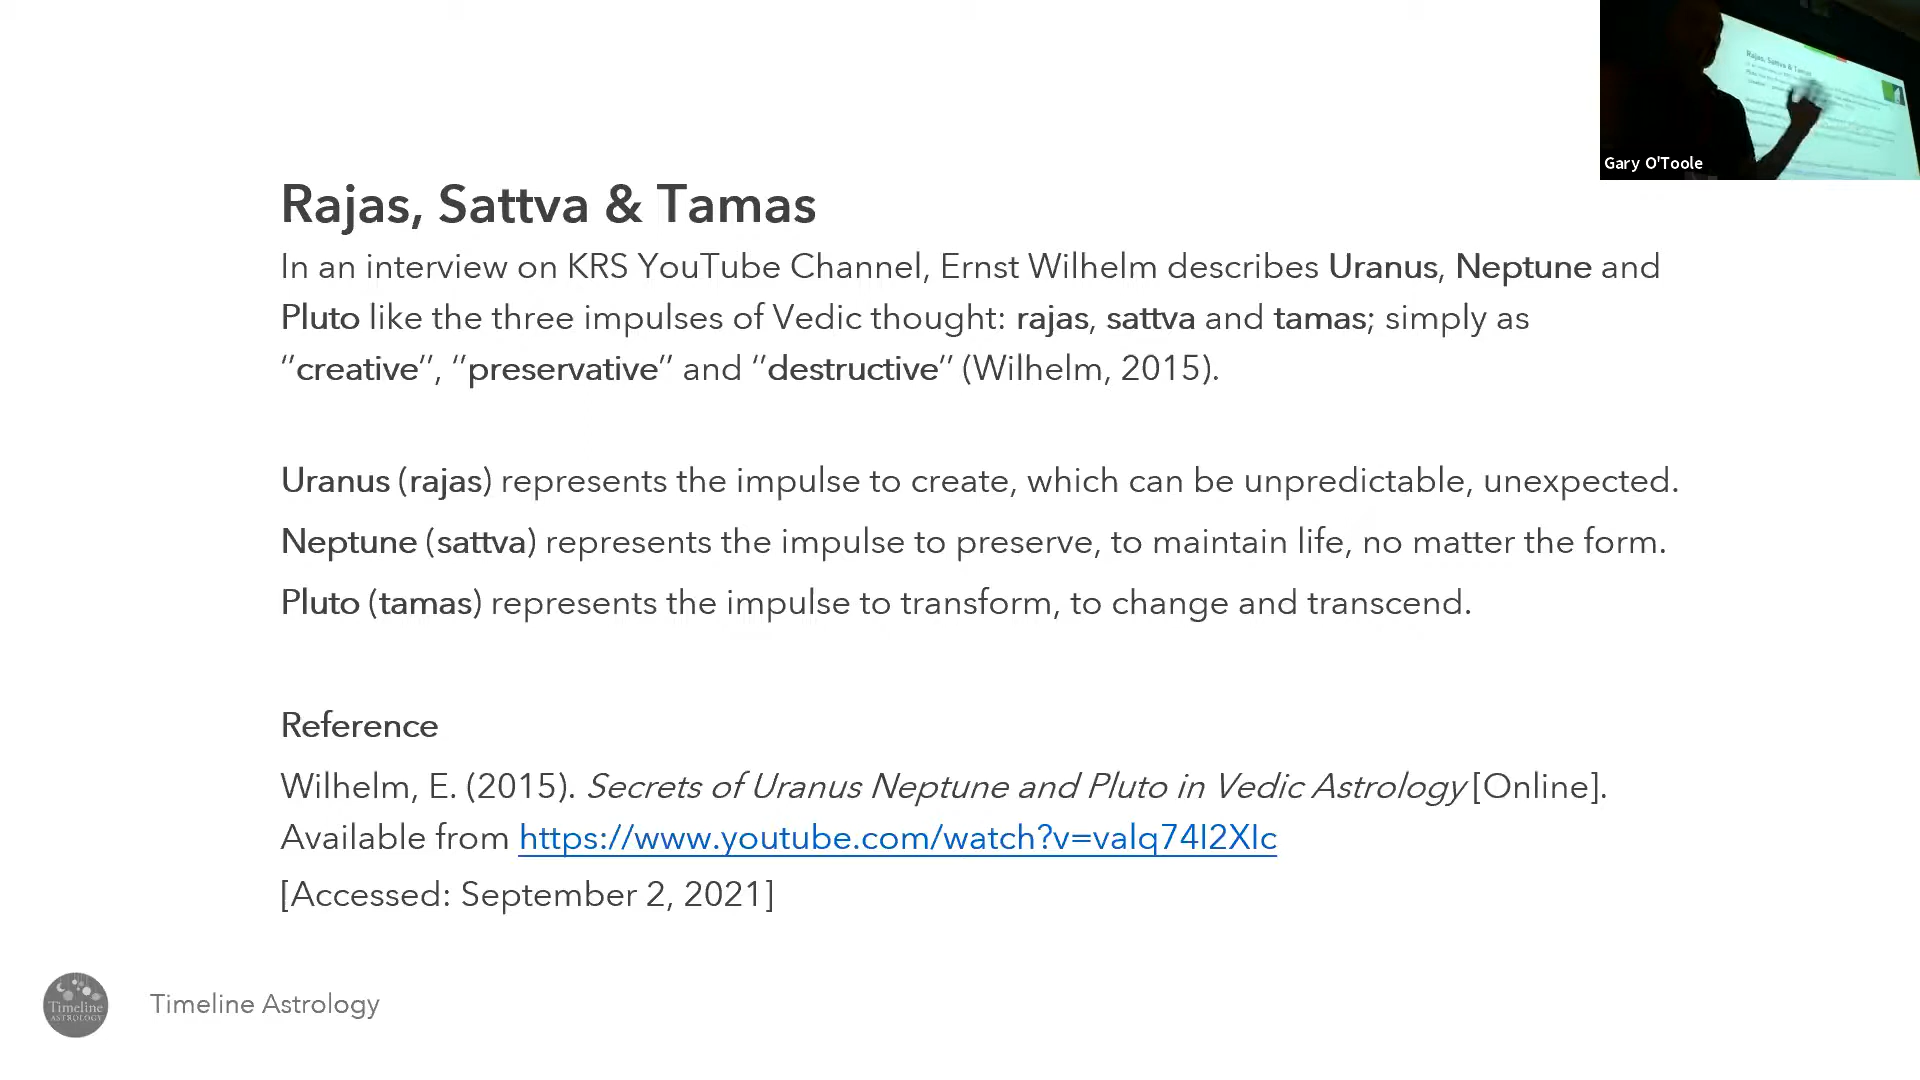 Rajas, Sattva & Tamas
Gary O'Toole
Rajas, Sattva & Tamas
In an interview on KRS YouTube Channel, Ernst Wilhelm describes Uranus, Neptune and
Pluto like the three impulses of Vedic thought: rajas, sattva and tamas; simply as
“creative”, “preservative” and “destructive” (Wilhelm, 2015).
Uranus (rajas) represents the impulse to create, which can be unpredictable, unexpected.
Neptune (sattva) represents the impulse to preserve, to maintain life, no matter the form.
Pluto (tamas) represents the impulse to transform, to change and transcend.
Reference
Wilhelm, E. (2015). Secrets of Uranus Neptune and Pluto in Vedic Astrology [Online].
Available from https://www.youtube.com/watch?v=valq74I2XIc
[Accessed: September 2, 2021]
Timeline
ASTROLOGY
Timeline Astrology